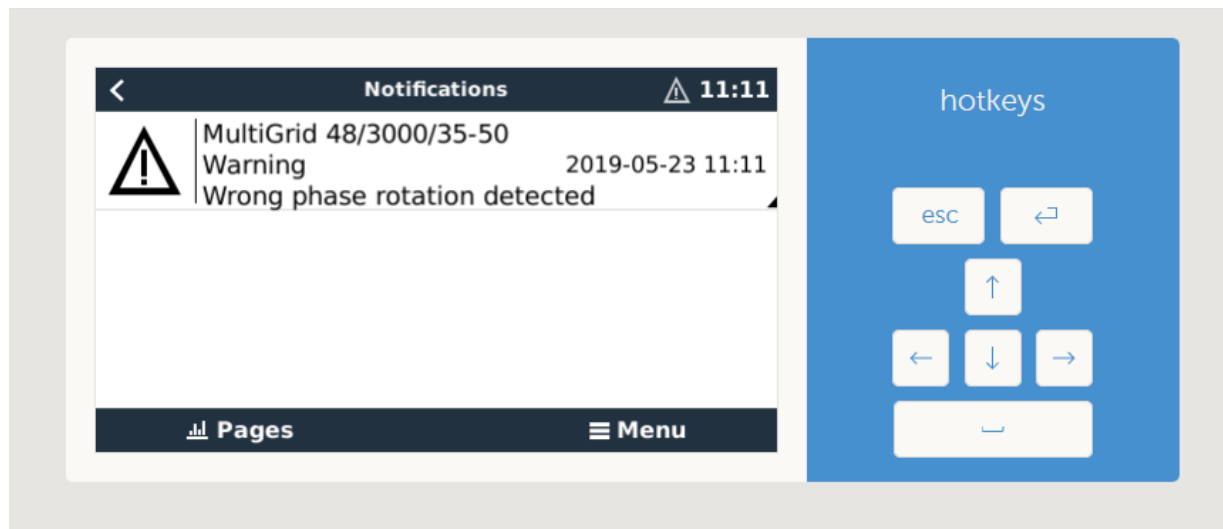 Notifications
11:11
MultiGrid 48/3000/35-50
Warning
2019-05-23 11:11
Wrong phase rotation detected
Pages
Menu
hotkeys
esc